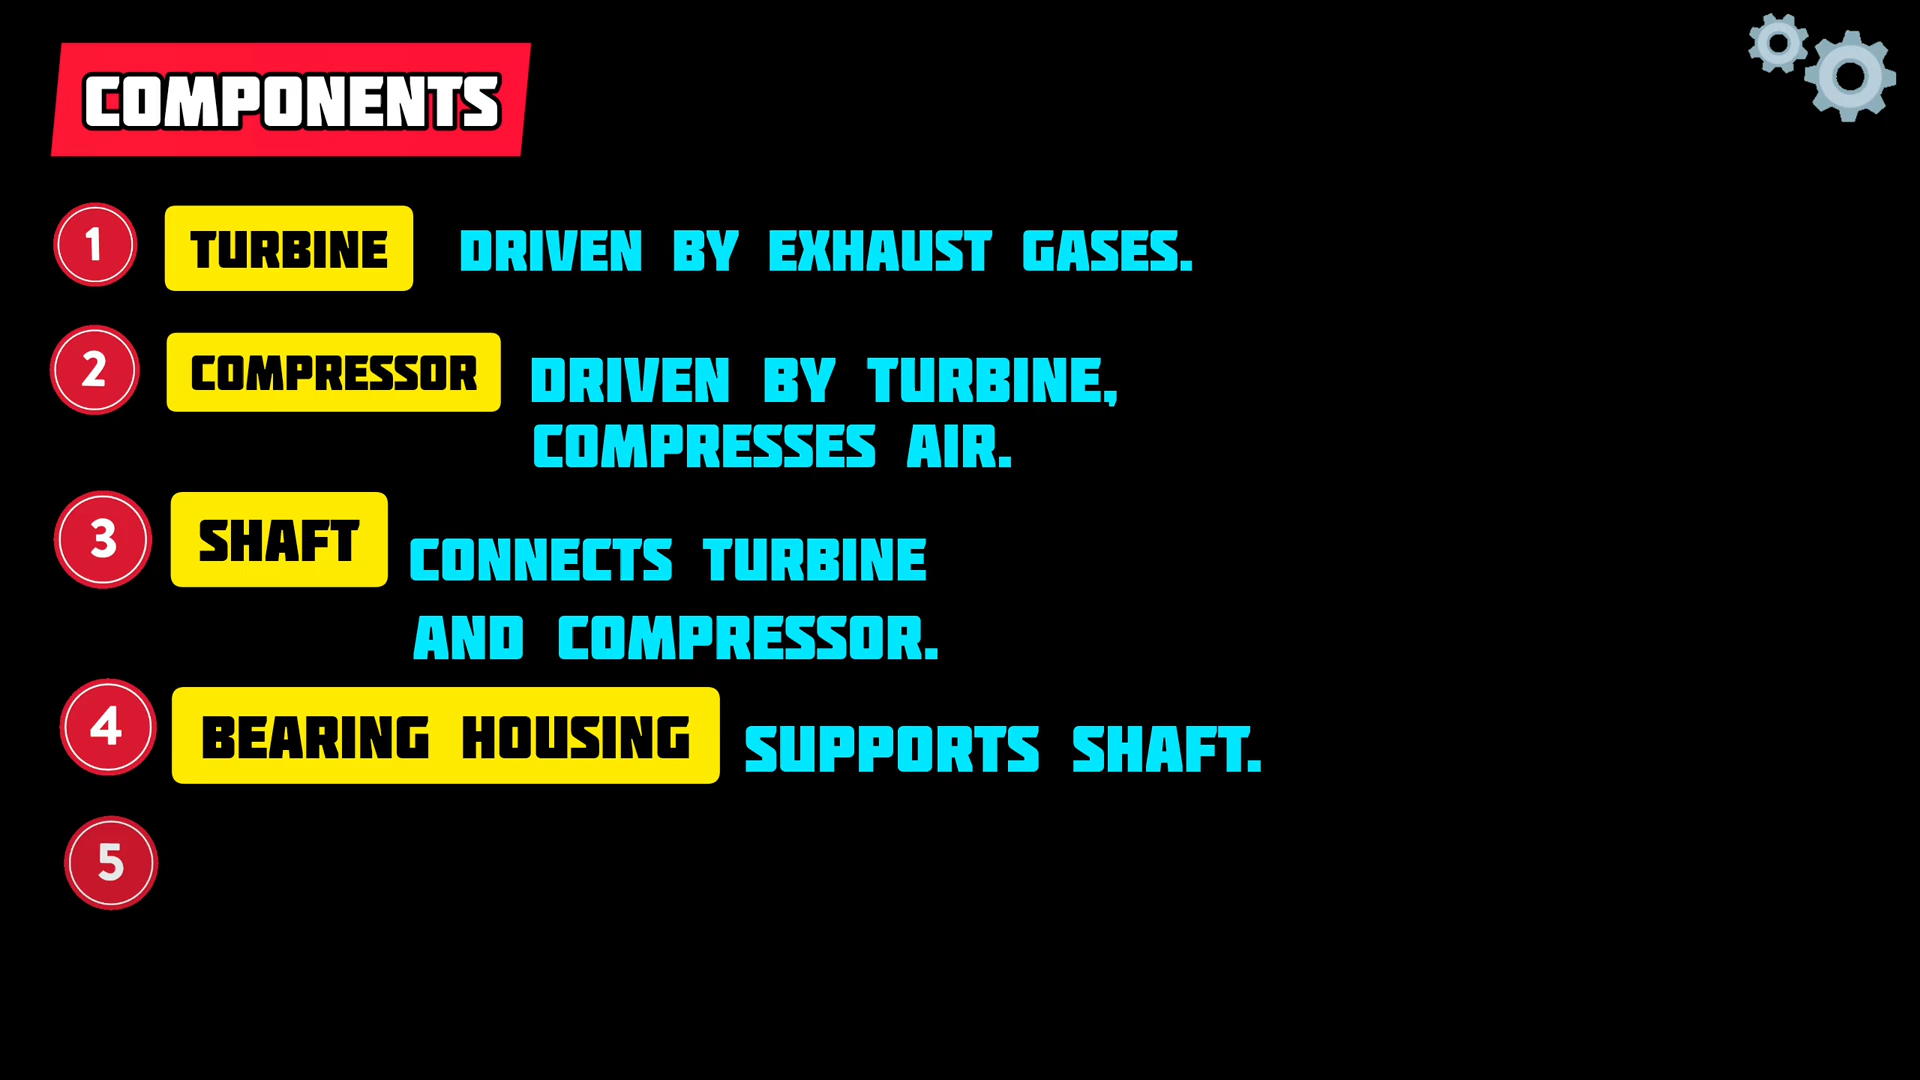 COMPONENTS
1 TURBINE DRIVEN BY EXHAUST GASES.
2 COMPRESSOR DRIVEN BY TURBINE,
COMPRESSES AIR.
3 SHAFT CONNECTS TURBINE
AND COMPRESSOR.
4 BEARING HOUSING SUPPORTS SHAFT.
5